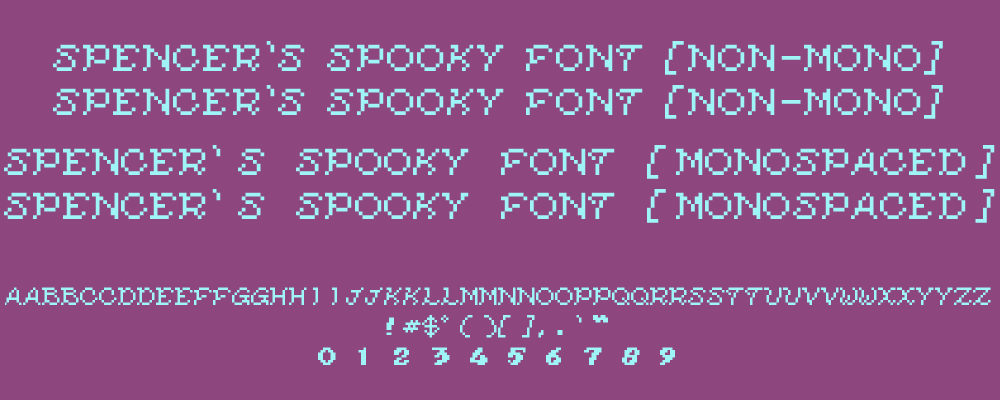 SPENCER`S SPOOKY FONT [NON-MONO]
SPENCER`S SPOOKY FONT [NON-MONO]
SPENCER`S SPOOKY FONT [MONOSPACED]
SPENCER`S SPOOKY FONT [MONOSPACED]
AABBCCDDEEFFGGHHIIJJKKLLMMNNOOPPQQRRSSTTUUVVWWXXYYZZ
!#$°()[],.`"
0 1 2 3 4 5 6 7 8 9